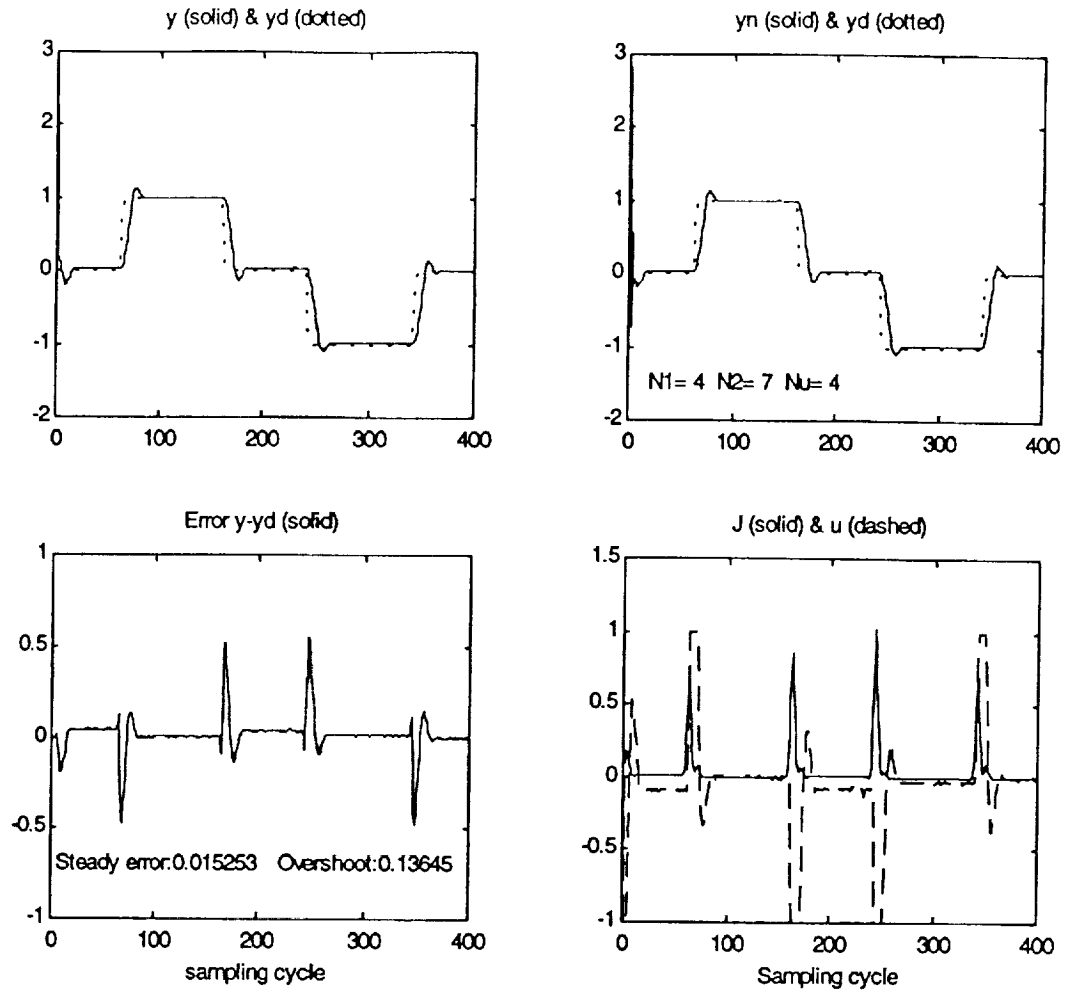 y (solid) & yd (dotted)
3
2
1
0
-1
-2
0 100 200 300 400
yn (solid) & yd (dotted)
3
2
1
0
-1
-2
N1= 4 N2= 7 Nu= 4
0 100 200 300 400
Error y-yd (solid)
1
0.5
0
-0.5
-1
Steady error:0.015253 Overshoot:0.13645
0 100 200 300 400
sampling cycle
J (solid) & u (dashed)
1.5
1
0.5
0
-0.5
-1
0 100 200 300 400
Sampling cycle